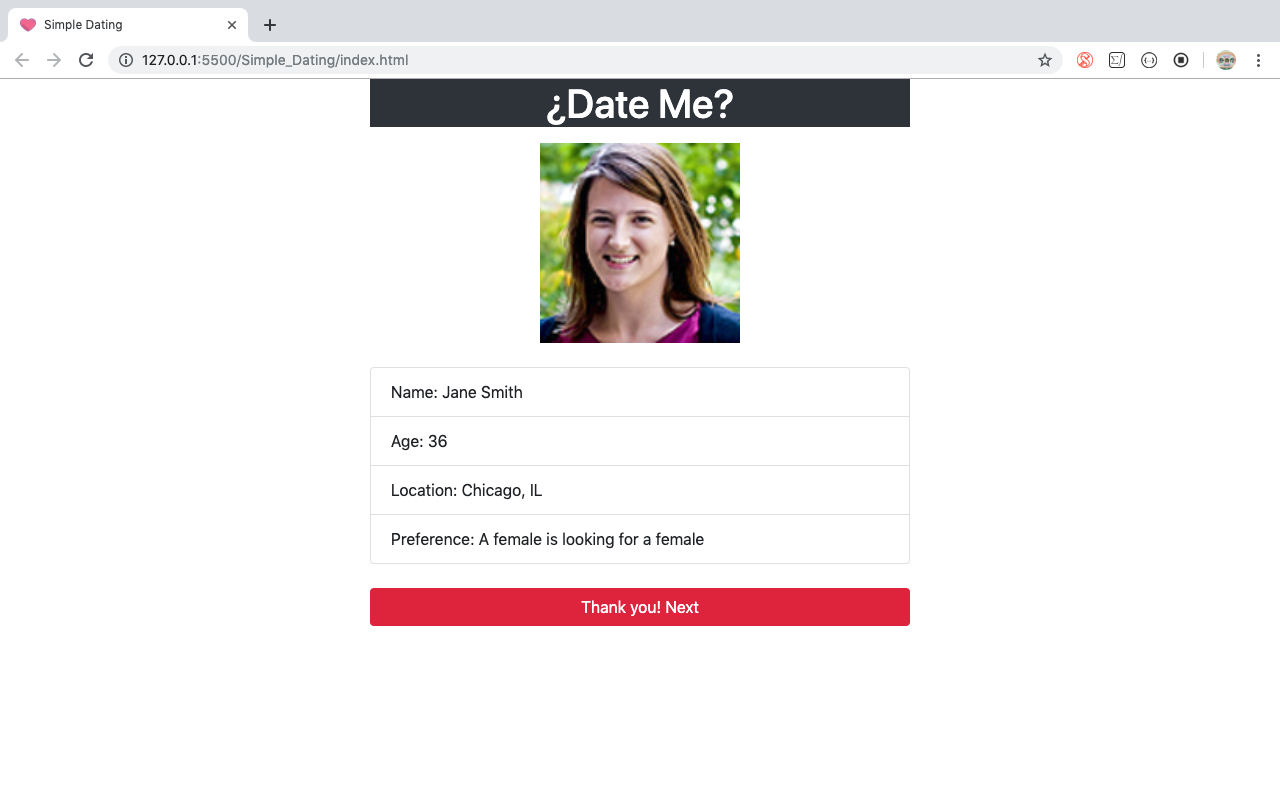 Simple Dating
127.0.0.1:5500/Simple_Dating/index.html
¿Date Me?
Name: Jane Smith
Age: 36
Location: Chicago, IL
Preference: A female is looking for a female
Thank you! Next